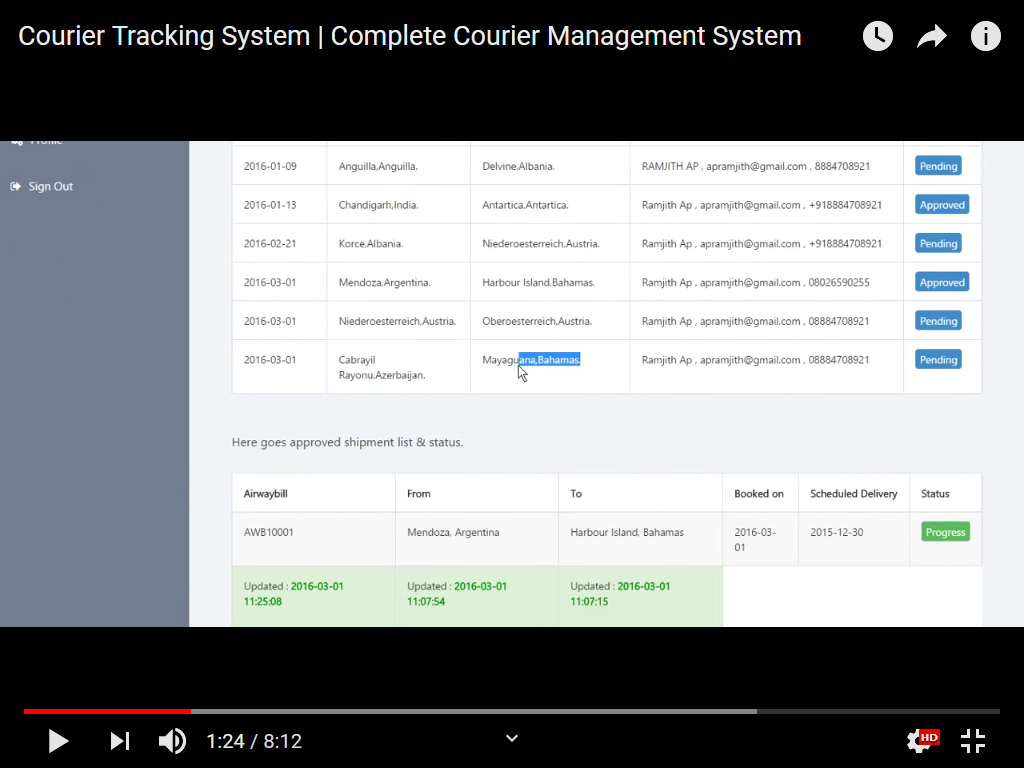 Courier Tracking System | Complete Courier Management System
Profile
2016-01-09 Anguilla,Anguilla. Delvine,Albania. RAMJITH AP , apramjith@gmail.com , 8884708921 Pending
Sign Out
2016-01-13 Chandigarh,India. Antartica,Antartica. Ramjith Ap , apramjith@gmail.com , +918884708921 Approved
2016-02-21 Korce,Albania. Niederoesterreich,Austria. Ramjith Ap , apramjith@gmail.com , +918884708921 Pending
2016-03-01 Mendoza,Argentina. Harbour Island,Bahamas. Ramjith Ap , apramjith@gmail.com , 08026590255 Approved
2016-03-01 Niederoesterreich,Austria. Oberoesterreich,Austria. Ramjith Ap , apramjith@gmail.com , 08884708921 Pending
2016-03-01 Cabrayil Mayaguana,Bahamas. Ramjith Ap , apramjith@gmail.com , 08884708921 Pending
Rayonu,Azerbaijan.
Here goes approved shipment list & status.
Airwaybill From To Booked on Scheduled Delivery Status
AWB10001 Mendoza, Argentina Harbour Island, Bahamas 2016-03- 2015-12-30 Progress
01
Updated : 2016-03-01 Updated : 2016-03-01 Updated : 2016-03-01
11:25:08 11:07:54 11:07:15
1:24 / 8:12 HD